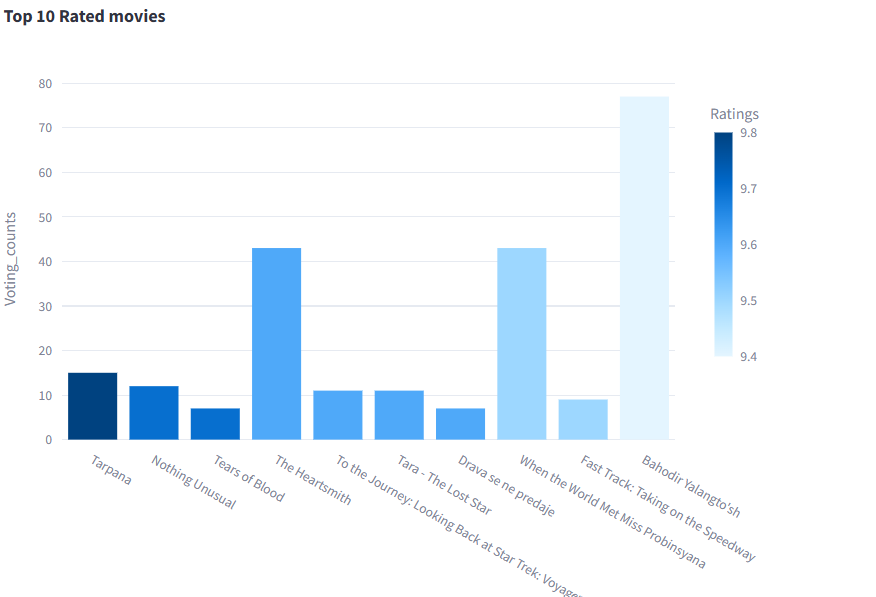 Top 10 Rated movies
80
70
60
50
40
30
20
10
0
Voting_counts
Tarpana
Nothing Unusual
Tears of Blood
The Heartsmith
To the Journey: Looking Back at Star Trek:
Tara - The Lost Star
Drava se ne predaje
When the World Met Miss Probinsyana
Fast Track: Taking on the Speedway
Bahodir Yalangto'sh
Ratings
9.8
9.7
9.6
9.5
9.4